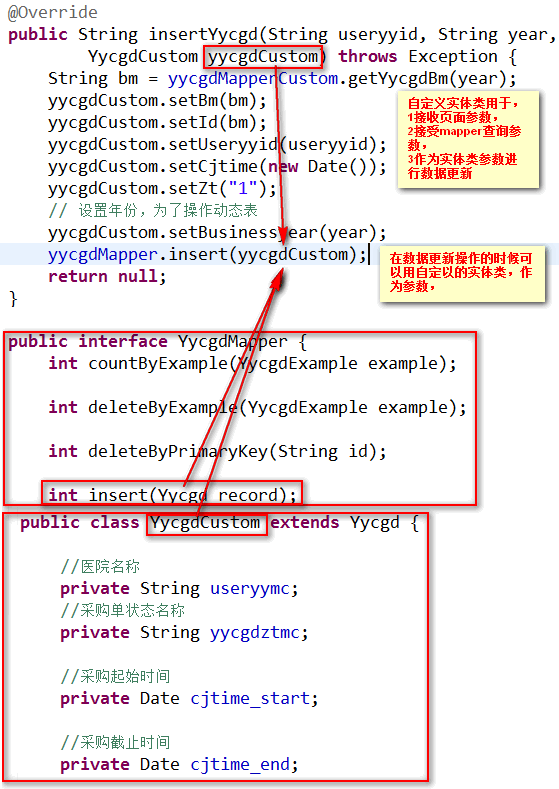 @Override
public String insertYycgd(String useryyid, String year,
YycgdCustom yycgdCustom) throws Exception {
String bm = yycgdMapperCustom.getYycgdBm(year);
yycgdCustom.setBm(bm);
yycgdCustom.setId(bm);
yycgdCustom.setUseryyid(useryyid);
yycgdCustom.setCjtime(new Date());
yycgdCustom.setZt("1");
// 设置年份，为了操作动态表
yycgdCustom.setBusinessyear(year);
yycgdMapper.insert(yycgdCustom);
return null;
}
自定义实体类用于，
1接收页面参数，
2接受mapper查询参
数，
3作为实体类参数进
行数据更新
在数据更新操作的时候可
以用自定以的实体类，作
为参数，
public interface YycgdMapper {
int countByExample(YycgdExample example);
int deleteByExample(YycgdExample example);
int deleteByPrimaryKey(String id);
int insert(Yycgd record);
public class YycgdCustom extends Yycgd {
//医院名称
private String useryymc;
//采购单状态名称
private String yycgdztmc;
//采购起始时间
private Date cjtime_start;
//采购截止时间
private Date cjtime_end;